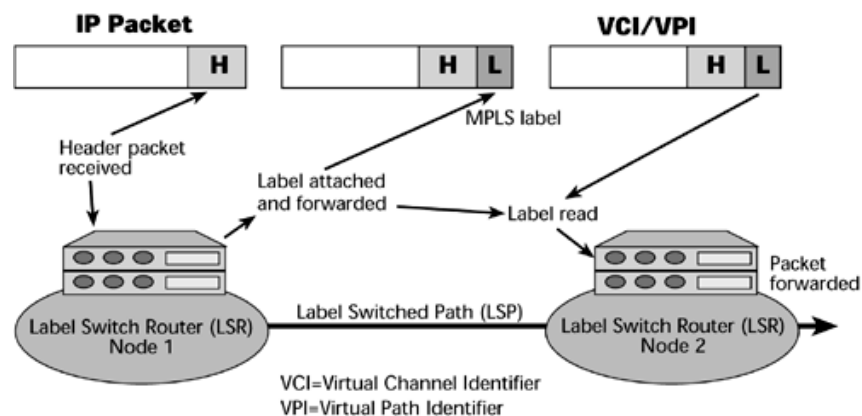 IP Packet
VCI/VPI
H
H L
H L
MPLS label
Header packet
received
Label attached
and forwarded
Label read
Packet
forwarded
Label Switch Router (LSR)
Node 1
Label Switched Path (LSP)
Label Switch Router (LSR)
Node 2
VCI=Virtual Channel Identifier
VPI=Virtual Path Identifier